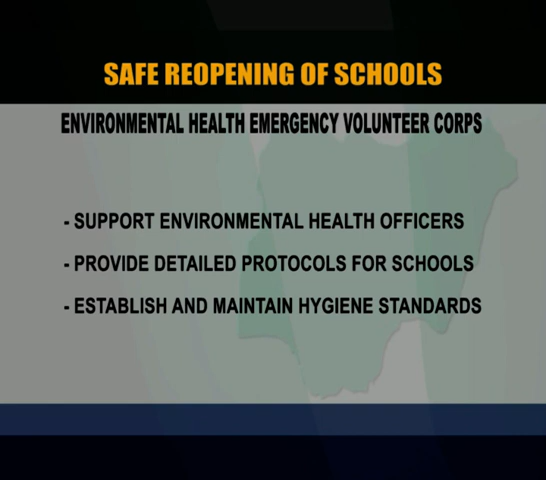 SAFE REOPENING OF SCHOOLS
ENVIRONMENTAL HEALTH EMERGENCY VOLUNTEER CORPS
- SUPPORT ENVIRONMENTAL HEALTH OFFICERS
- PROVIDE DETAILED PROTOCOLS FOR SCHOOLS
- ESTABLISH AND MAINTAIN HYGIENE STANDARDS